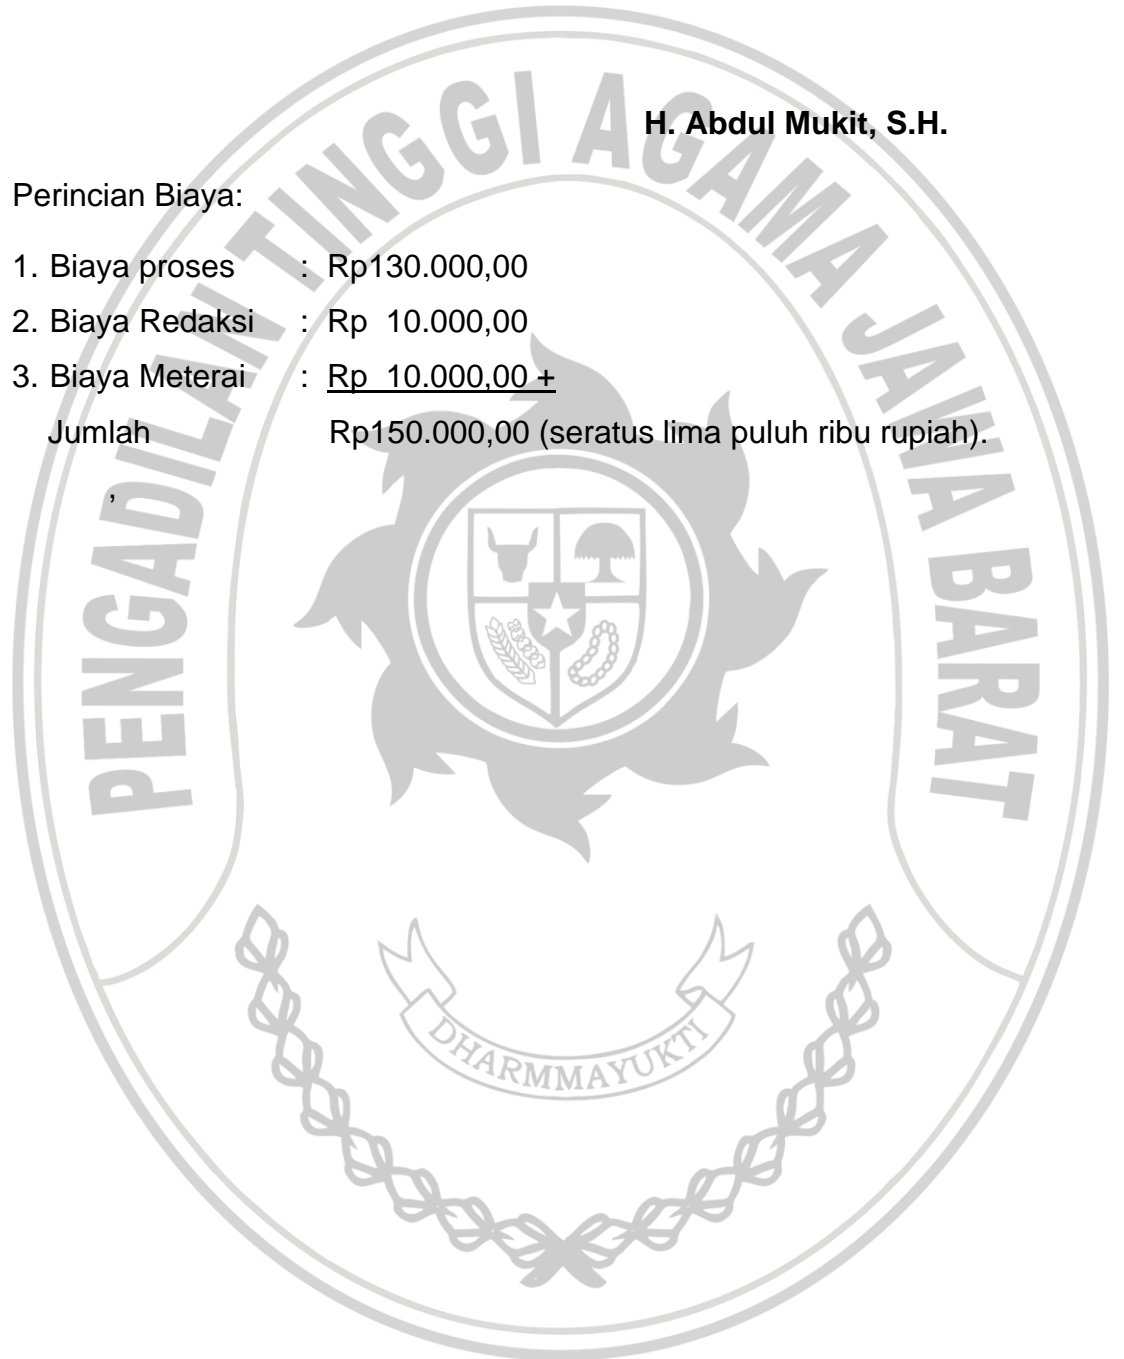 H. Abdul Mukit, S.H.
Perincian Biaya:
1. Biaya proses : Rp130.000,00
2. Biaya Redaksi : Rp 10.000,00
3. Biaya Meterai : Rp 10.000,00 +
Jumlah Rp150.000,00 (seratus lima puluh ribu rupiah).
,
PENGADILAN TINGGI AGAMA JAWA BARAT
DHARMMAYUKTI